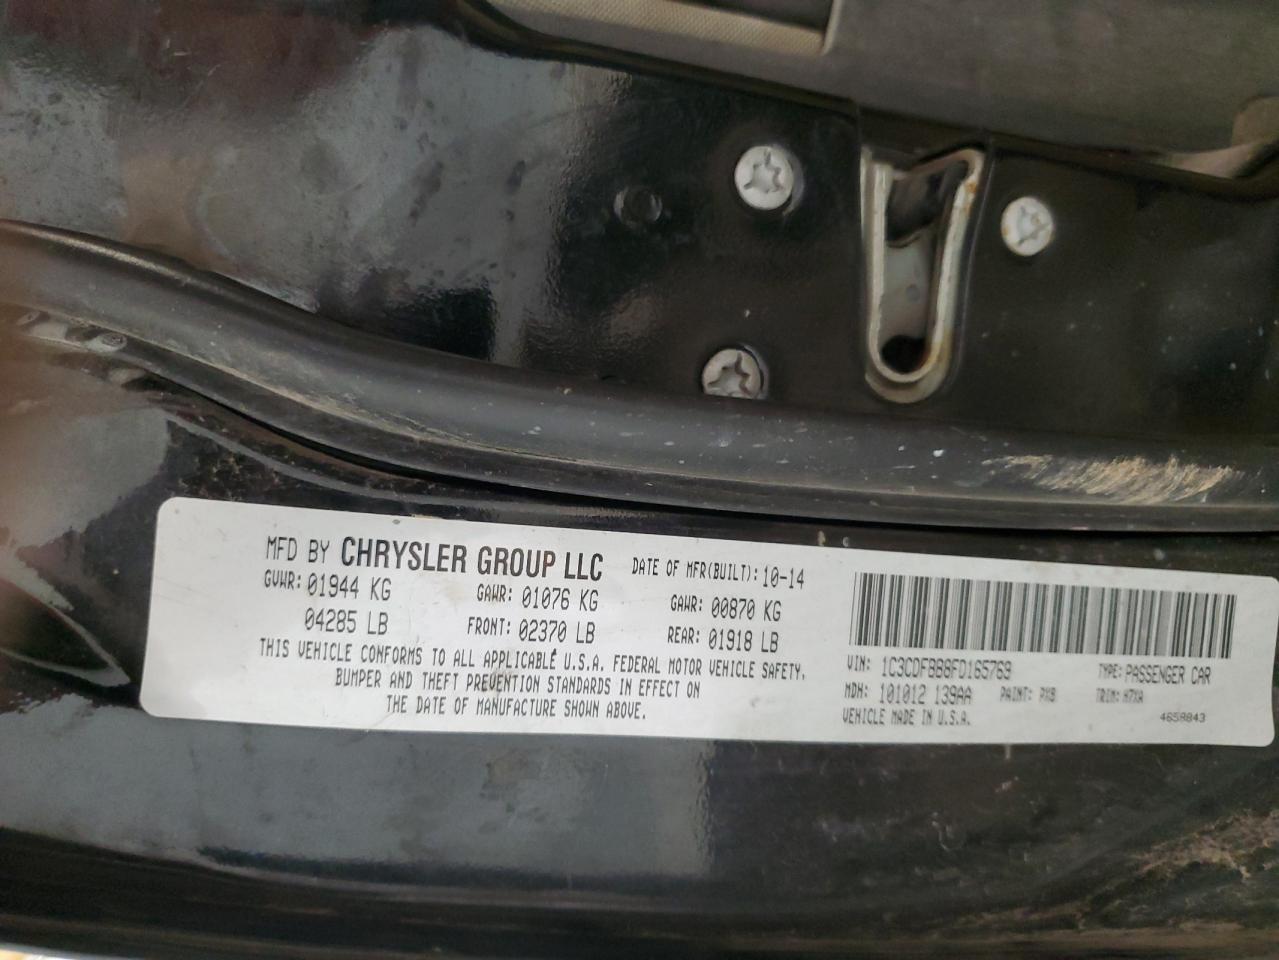 MFD BY CHRYSLER GROUP LLC DATE OF MFR(BUILT): 10-14
GVWR: 01944 KG GAWR: 01076 KG GAWR: 00870 KG
04285 LB FRONT: 02370 LB REAR: 01918 LB
THIS VEHICLE CONFORMS TO ALL APPLICABLE U.S.A. FEDERAL MOTOR VEHICLE SAFETY,
BUMPER AND THEFT PREVENTION STANDARDS IN EFFECT ON
THE DATE OF MANUFACTURE SHOWN ABOVE.
VIN: 1C3CDFBB8FD165769 TYPE: PASSENGER CAR
MDH: 101012 139AA PAINT: PX8 TRIM: H7XA
VEHICLE MADE IN U.S.A. 4658843